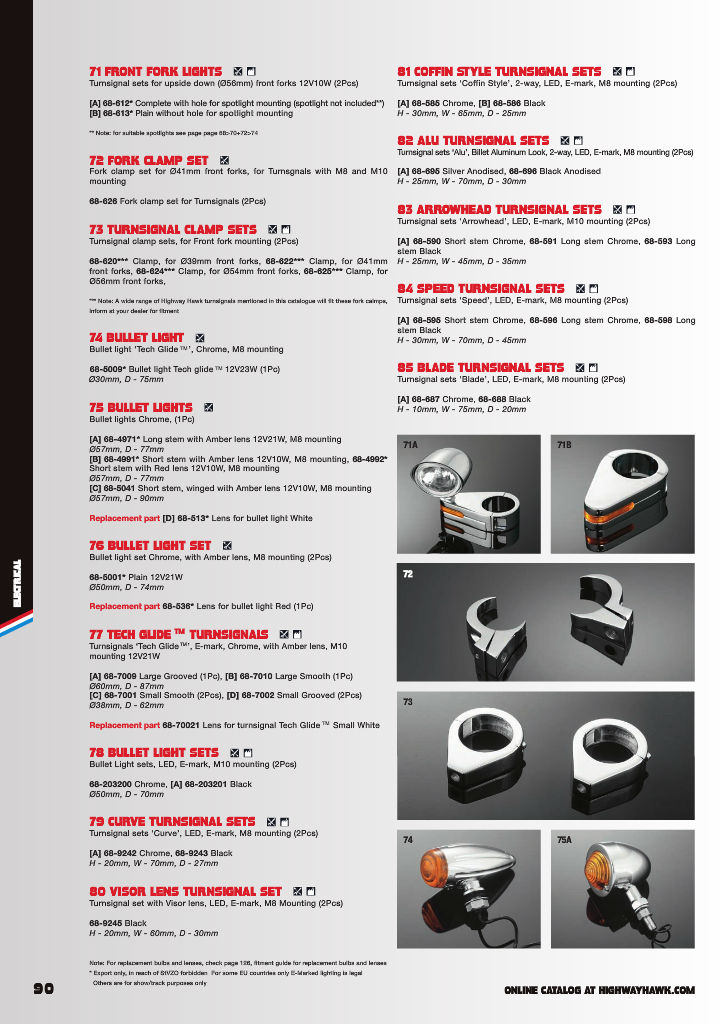 71 FRONT FORK LIGHTS
Turnsignal sets for upside down (Ø56mm) front forks 12V10W (2Pcs)
[A] 68-612* Complete with hole for spotlight mounting (spotlight not included**)
[B] 68-613* Plain without hole for spotlight mounting
** Note: for suitable spotlights see page page 68>70+72>74
72 FORK CLAMP SET
Fork clamp set for Ø41mm front forks, for Turnsgnals with M8 and M10
mounting
68-626 Fork clamp set for Turnsignals (2Pcs)
73 TURNSIGNAL CLAMP SETS
Turnsignal clamp sets, for Front fork mounting (2Pcs)
68-620*** Clamp, for Ø39mm front forks, 68-622*** Clamp, for Ø41mm
front forks, 68-624*** Clamp, for Ø54mm front forks, 68-625*** Clamp, for
Ø56mm front forks,
*** Note: A wide range of Highway Hawk turnsignals mentioned in this catalogue will fit these fork calmps,
inform at your dealer for fitment
74 BULLET LIGHT
Bullet light 'Tech Glide™', Chrome, M8 mounting
68-5009* Bullet light Tech glide™ 12V23W (1Pc)
Ø30mm, D - 75mm
75 BULLET LIGHTS
Bullet lights Chrome, (1Pc)
[A] 68-4971* Long stem with Amber lens 12V21W, M8 mounting
Ø57mm, D - 77mm
[B] 68-4991* Short stem with Amber lens 12V10W, M8 mounting, 68-4992*
Short stem with Red lens 12V10W, M8 mounting
Ø57mm, D - 77mm
[C] 68-5041 Short stem, winged with Amber lens 12V10W, M8 mounting
Ø57mm, D - 90mm
Replacement part [D] 68-513* Lens for bullet light White
76 BULLET LIGHT SET
Bullet light set Chrome, with Amber lens, M8 mounting (2Pcs)
68-5001* Plain 12V21W
Ø50mm, D - 74mm
Replacement part 68-536* Lens for bullet light Red (1Pc)
77 TECH GLIDE™ TURNSIGNALS
Turnsignals 'Tech Glide™', E-mark, Chrome, with Amber lens, M10
mounting 12V21W
[A] 68-7009 Large Grooved (1Pc), [B] 68-7010 Large Smooth (1Pc)
Ø60mm, D - 87mm
[C] 68-7001 Small Smooth (2Pcs), [D] 68-7002 Small Grooved (2Pcs)
Ø38mm, D - 62mm
Replacement part 68-70021 Lens for turnsignal Tech Glide™ Small White
78 BULLET LIGHT SETS
Bullet Light sets, LED, E-mark, M10 mounting (2Pcs)
68-203200 Chrome, [A] 68-203201 Black
Ø50mm, D - 70mm
79 CURVE TURNSIGNAL SETS
Turnsignal sets 'Curve', LED, E-mark, M8 mounting (2Pcs)
[A] 68-9242 Chrome, 68-9243 Black
H - 20mm, W - 70mm, D - 27mm
80 VISOR LENS TURNSIGNAL SET
Turnsignal set with Visor lens, LED, E-mark, M8 Mounting (2Pcs)
68-9245 Black
H - 20mm, W - 60mm, D - 30mm
Note: For replacement bulbs and lenses, check page 126, fitment guide for replacement bulbs and lenses
* Export only, in reach of StVZO forbidden For some EU countries only E-Marked lighting is legal
Others are for show/track purposes only
81 COFFIN STYLE TURNSIGNAL SETS
Turnsignal sets 'Coffin Style', 2-way, LED, E-mark, M8 mounting (2Pcs)
[A] 68-585 Chrome, [B] 68-586 Black
H - 30mm, W - 65mm, D - 25mm
82 ALU TURNSIGNAL SETS
Turnsignal sets 'Alu', Billet Aluminum Look, 2-way, LED, E-mark, M8 mounting (2Pcs)
[A] 68-695 Silver Anodised, 68-696 Black Anodised
H - 25mm, W - 70mm, D - 30mm
83 ARROWHEAD TURNSIGNAL SETS
Turnsignal sets 'Arrowhead', LED, E-mark, M10 mounting (2Pcs)
[A] 68-590 Short stem Chrome, 68-591 Long stem Chrome, 68-593 Long
stem Black
H - 25mm, W - 45mm, D - 35mm
84 SPEED TURNSIGNAL SETS
Turnsignal sets 'Speed', LED, E-mark, M8 mounting (2Pcs)
[A] 68-595 Short stem Chrome, 68-596 Long stem Chrome, 68-598 Long
stem Black
H - 30mm, W - 70mm, D - 45mm
85 BLADE TURNSIGNAL SETS
Turnsignal sets 'Blade', LED, E-mark, M8 mounting (2Pcs)
[A] 68-687 Chrome, 68-688 Black
H - 10mm, W - 75mm, D - 20mm
71A
71B
72
73
74
75A
ELECTRICAL
90
ONLINE CATALOG AT HIGHWAYHAWK.COM